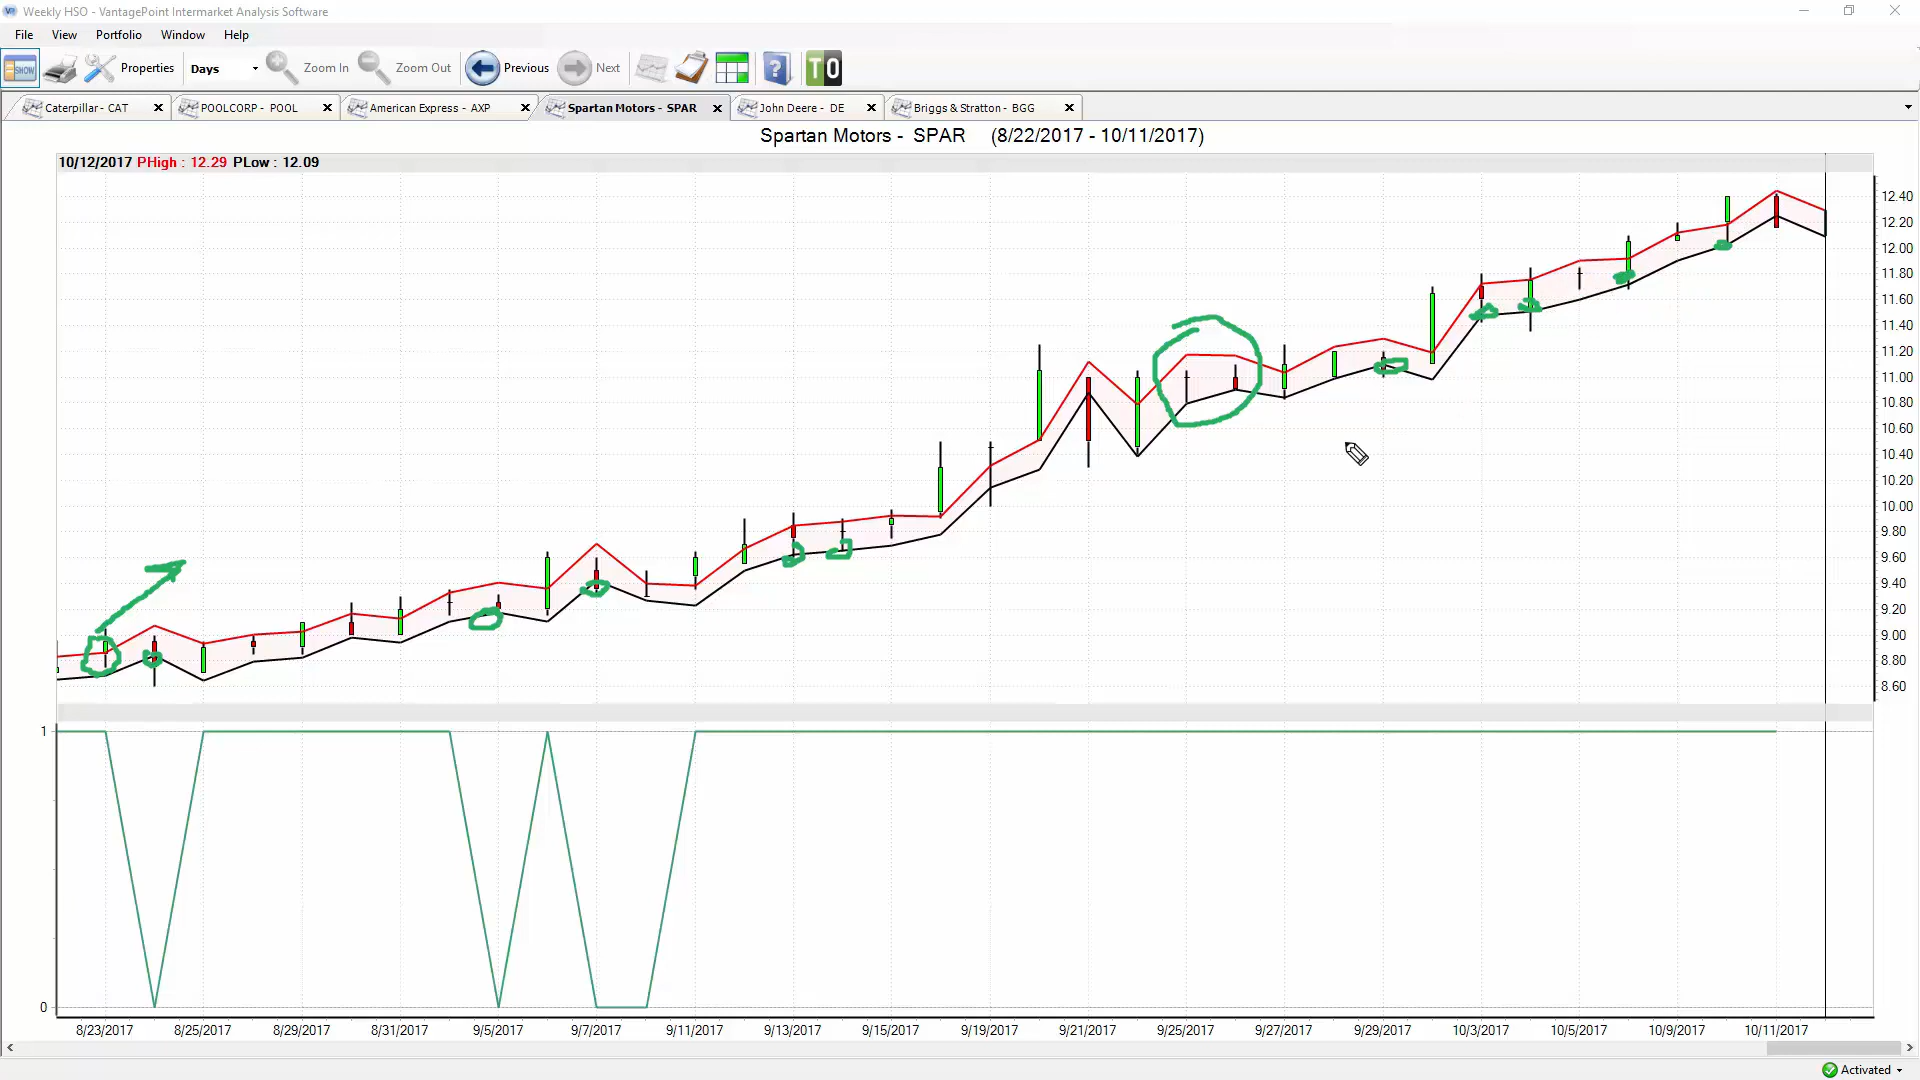 VP Weekly HSO - VantagePoint Intermarket Analysis Software
File View Portfolio Window Help
SHOW Properties Days Zoom In Zoom Out Previous Next ? TO
Caterpillar - CAT POOLCORP - POOL American Express - AXP Spartan Motors - SPAR John Deere - DE Briggs & Stratton - BGG
Spartan Motors - SPAR (8/22/2017 - 10/11/2017)
10/12/2017 PHigh : 12.29 PLow : 12.09
12.40
12.20
12.00
11.80
11.60
11.40
11.20
11.00
10.80
10.60
10.40
10.20
10.00
9.80
9.60
9.40
9.20
9.00
8.80
8.60
1
0
8/23/2017 8/25/2017 8/29/2017 8/31/2017 9/5/2017 9/7/2017 9/11/2017 9/13/2017 9/15/2017 9/19/2017 9/21/2017 9/25/2017 9/27/2017 9/29/2017 10/3/2017 10/5/2017 10/9/2017 10/11/2017
Activated